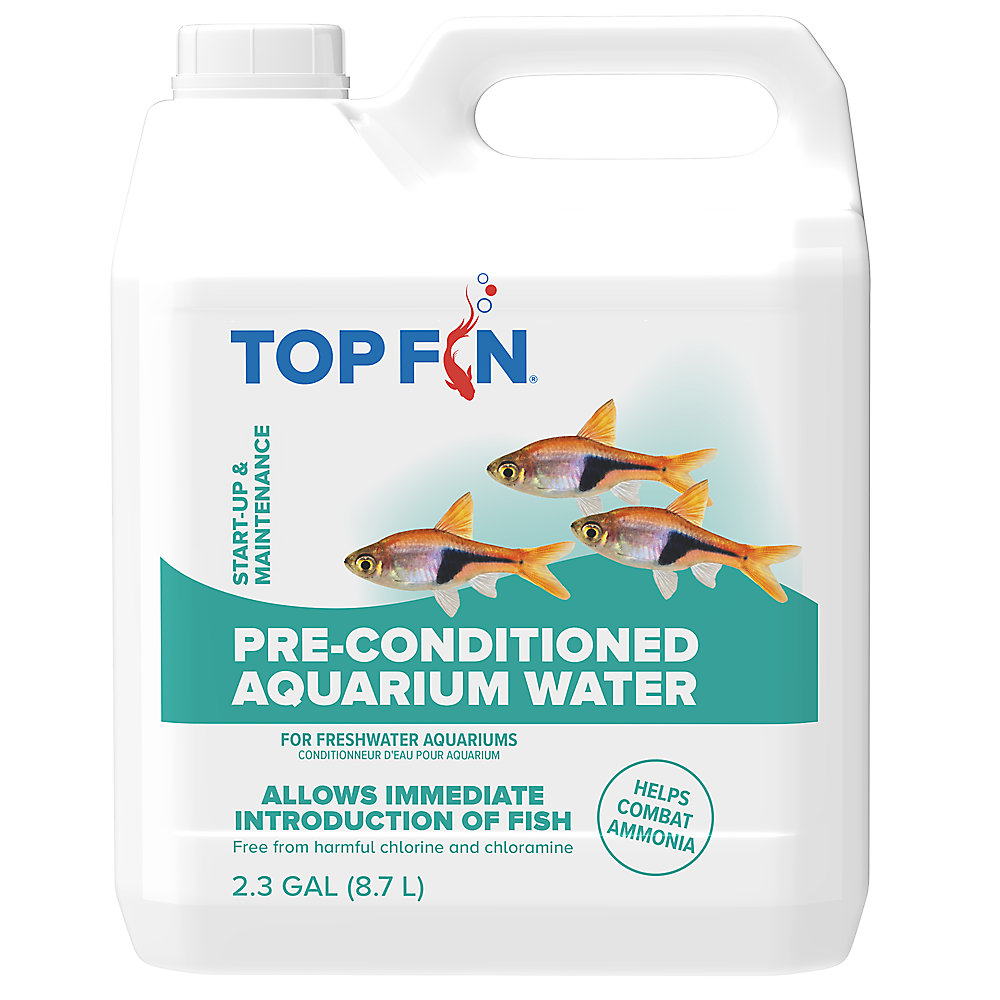 TOP FIN®
START-UP &
MAINTENANCE
PRE-CONDITIONED
AQUARIUM WATER
FOR FRESHWATER AQUARIUMS
CONDITIONNEUR D'EAU POUR AQUARIUM
ALLOWS IMMEDIATE
INTRODUCTION OF FISH
Free from harmful chlorine and chloramine
HELPS
COMBAT
AMMONIA
2.3 GAL (8.7 L)